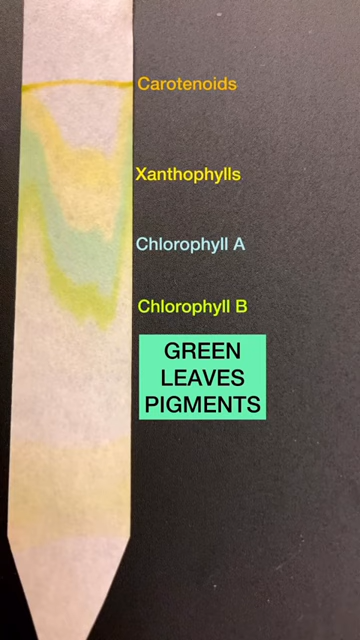 Carotenoids
Xanthophylls
Chlorophyll A
Chlorophyll B
GREEN
LEAVES
PIGMENTS